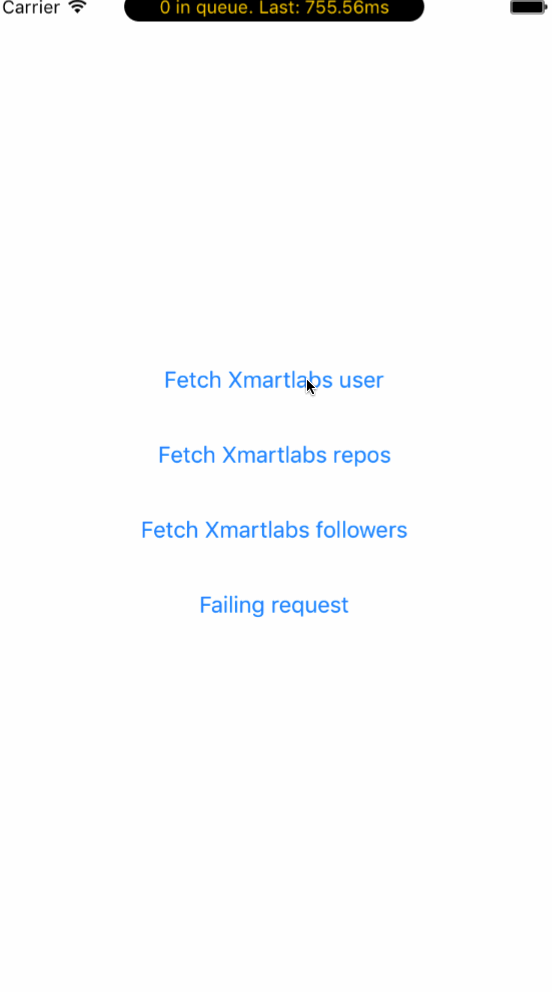 Carrier 0 in queue. Last: 755.56ms
Fetch Xmartlabs user
Fetch Xmartlabs repos
Fetch Xmartlabs followers
Failing request